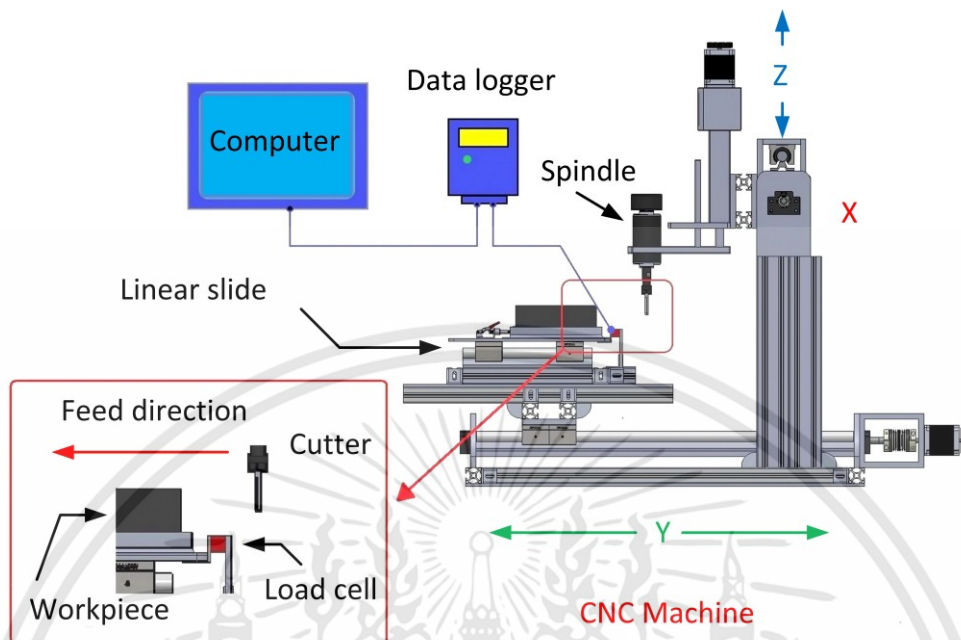 Z
Data logger
Computer
Spindle
X
Linear slide
Feed direction
Cutter
Y
Load cell
Workpiece
CNC Machine